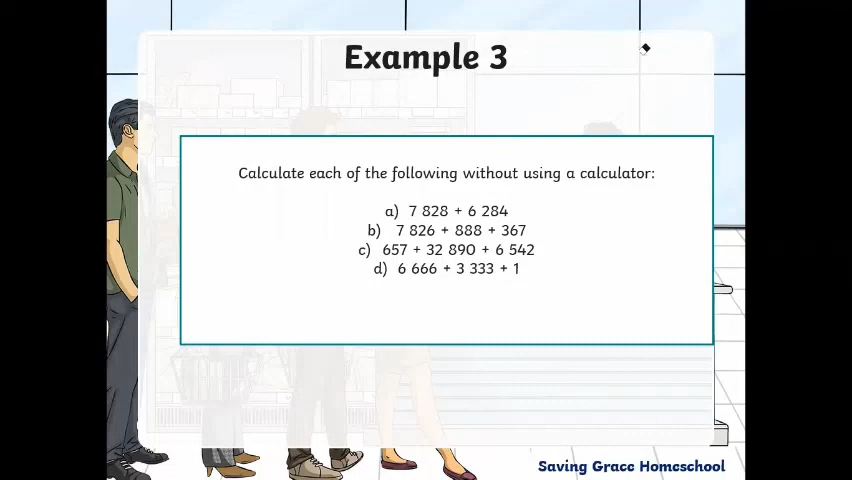 Example 3
Calculate each of the following without using a calculator:
a) 7 828 + 6 284
b) 7 826 + 888 + 367
c) 657 + 32 890 + 6 542
d) 6 666 + 3 333 + 1
Saving Grace Homeschool